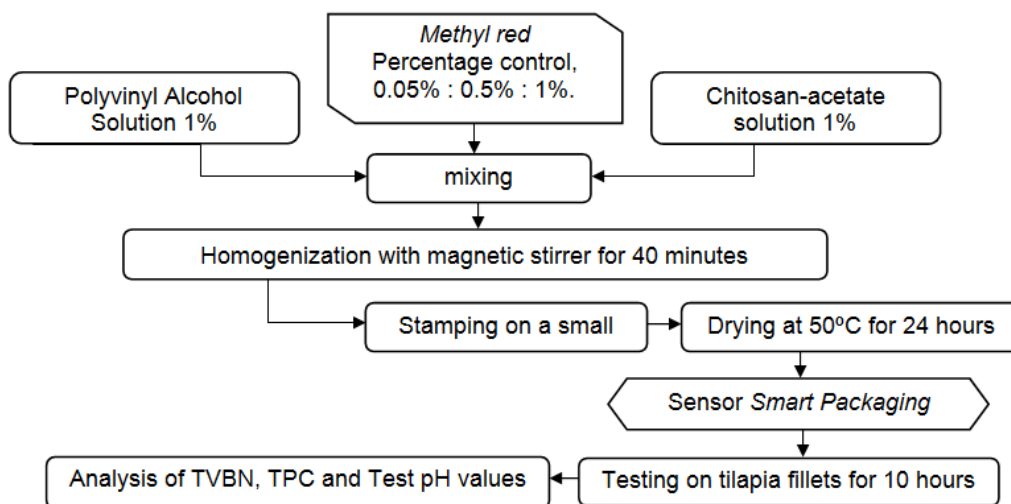 Methyl red
Percentage control,
0.05% : 0.5% : 1%.
Polyvinyl Alcohol
Solution 1%
Chitosan-acetate
solution 1%
mixing
Homogenization with magnetic stirrer for 40 minutes
Stamping on a small
Drying at 50ºC for 24 hours
Sensor Smart Packaging
Testing on tilapia fillets for 10 hours
Analysis of TVBN, TPC and Test pH values